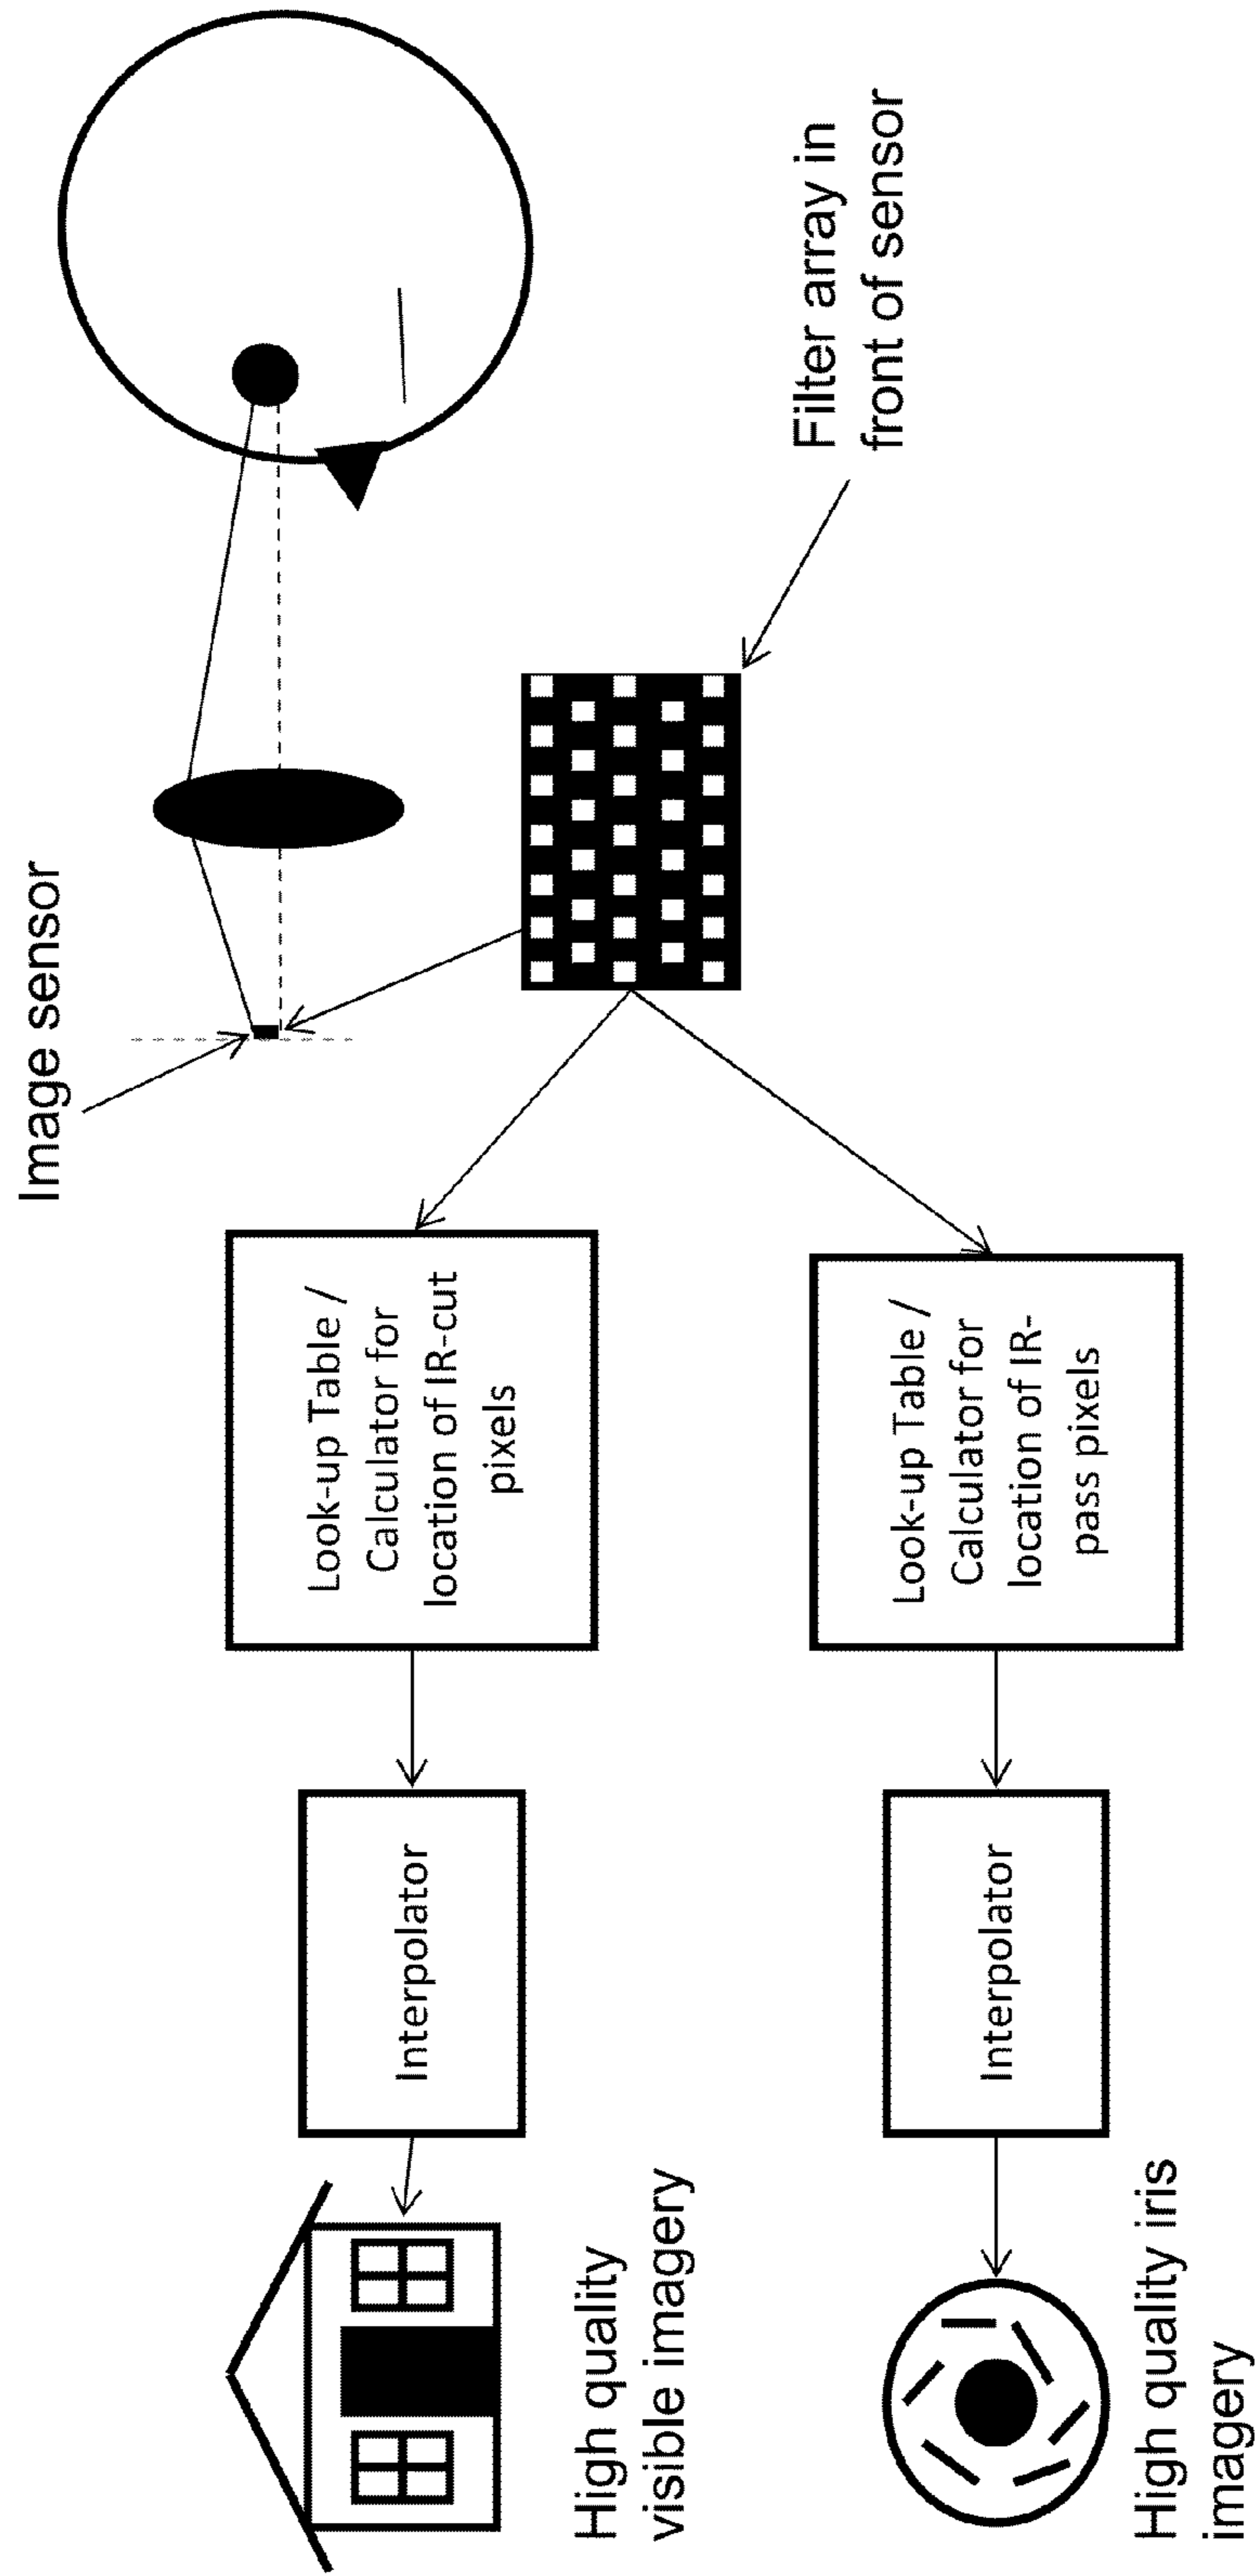 Image sensor
Filter array in
front of sensor
Look-up Table /
Calculator for
location of IR-cut
pixels
Look-up Table /
Calculator for
location of IR-
pass pixels
Interpolator
Interpolator
High quality
visible imagery
High quality iris
imagery